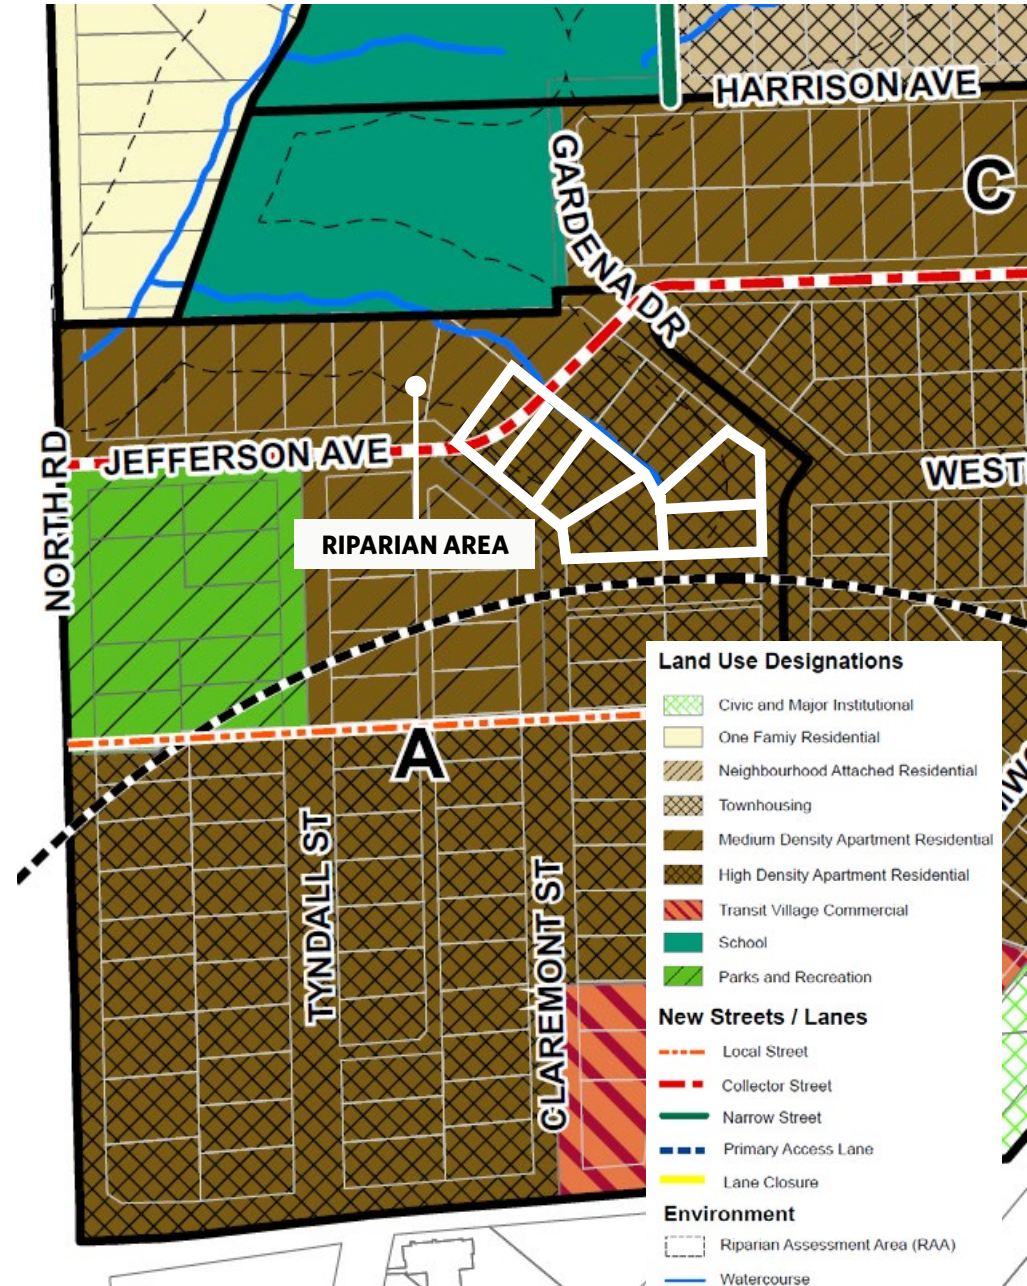 HARRISON AVE
C
GARDENA DR
JEFFERSON AVE
NORTH RD
WEST
RIPARIAN AREA
A
TYNDALL ST
CLAREMONT ST
Land Use Designations
Civic and Major Institutional
One Famiy Residential
Neighbourhood Attached Residential
Townhousing
Medium Density Apartment Residential
High Density Apartment Residential
Transit Village Commercial
School
Parks and Recreation
New Streets / Lanes
Local Street
Collector Street
Narrow Street
Primary Access Lane
Lane Closure
Environment
Riparian Assessment Area (RAA)
Watercourse